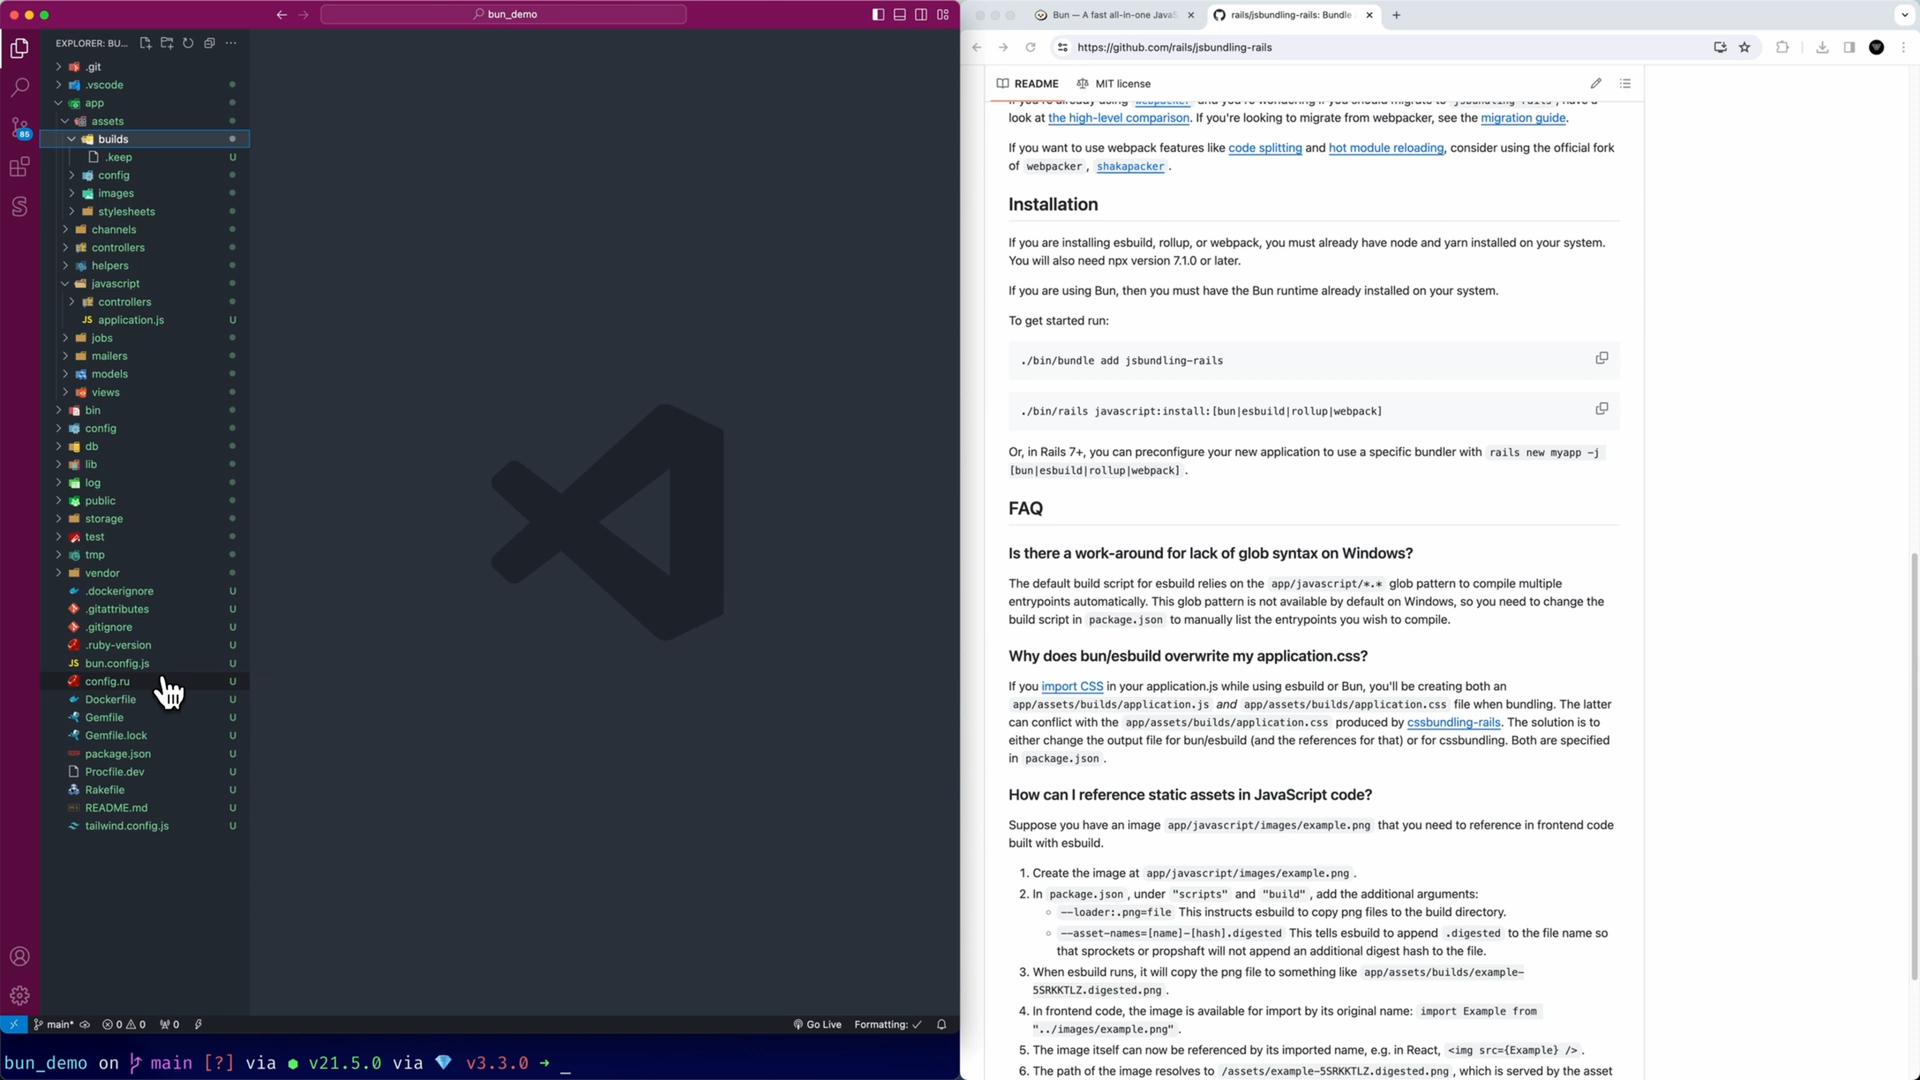 bun_demo
EXPLORER: BU...
.git
.vscode
app
assets
builds
.keep U
config
images
stylesheets
channels
controllers
helpers
javascript
controllers
JS application.js U
jobs
mailers
models
views
bin
config
db
lib
log
public
storage
test
tmp
vendor
.dockerignore U
.gitattributes U
.gitignore U
.ruby-version U
JS bun.config.js U
config.ru U
Dockerfile U
Gemfile U
Gemfile.lock U
package.json U
Procfile.dev U
Rakefile U
README.md U
tailwind.config.js U
85
main* 0 0 0 Go Live Formatting:
bun_demo on main [?] via v21.5.0 via v3.3.0 → _
Bun — A fast all-in-one JavaS
rails/jsbundling-rails: Bundle
https://github.com/rails/jsbundling-rails
README MIT license
If you're already using webpacker and you're wondering if you should migrate to jsbundling-rails, have a
look at the high-level comparison. If you're looking to migrate from webpacker, see the migration guide.
If you want to use webpack features like code splitting and hot module reloading, consider using the official fork
of webpacker, shakapacker.
Installation
If you are installing esbuild, rollup, or webpack, you must already have node and yarn installed on your system.
You will also need npx version 7.1.0 or later.
If you are using Bun, then you must have the Bun runtime already installed on your system.
To get started run:
./bin/bundle add jsbundling-rails
./bin/rails javascript:install:[bun|esbuild|rollup|webpack]
Or, in Rails 7+, you can preconfigure your new application to use a specific bundler with rails new myapp -j
[bun|esbuild|rollup|webpack].
FAQ
Is there a work-around for lack of glob syntax on Windows?
The default build script for esbuild relies on the app/javascript/*.* glob pattern to compile multiple
entrypoints automatically. This glob pattern is not available by default on Windows, so you need to change the
build script in package.json to manually list the entrypoints you wish to compile.
Why does bun/esbuild overwrite my application.css?
If you import CSS in your application.js while using esbuild or Bun, you'll be creating both an
app/assets/builds/application.js and app/assets/builds/application.css file when bundling. The latter
can conflict with the app/assets/builds/application.css produced by cssbundling-rails. The solution is to
either change the output file for bun/esbuild (and the references for that) or for cssbundling. Both are specified
in package.json.
How can I reference static assets in JavaScript code?
Suppose you have an image app/javascript/images/example.png that you need to reference in frontend code
built with esbuild.
1. Create the image at app/javascript/images/example.png.
2. In package.json, under "scripts" and "build", add the additional arguments:
--loader:.png=file This instructs esbuild to copy png files to the build directory.
--asset-names=[name]-[hash].digested This tells esbuild to append .digested to the file name so
that sprockets or propshaft will not append an additional digest hash to the file.
3. When esbuild runs, it will copy the png file to something like app/assets/builds/example-
5SRKKTLZ.digested.png.
4. In frontend code, the image is available for import by its original name: import Example from
"../images/example.png".
5. The image itself can now be referenced by its imported name, e.g. in React, <img src={Example} />.
6. The path of the image resolves to /assets/example-5SRKKTLZ.digested.png, which is served by the asset